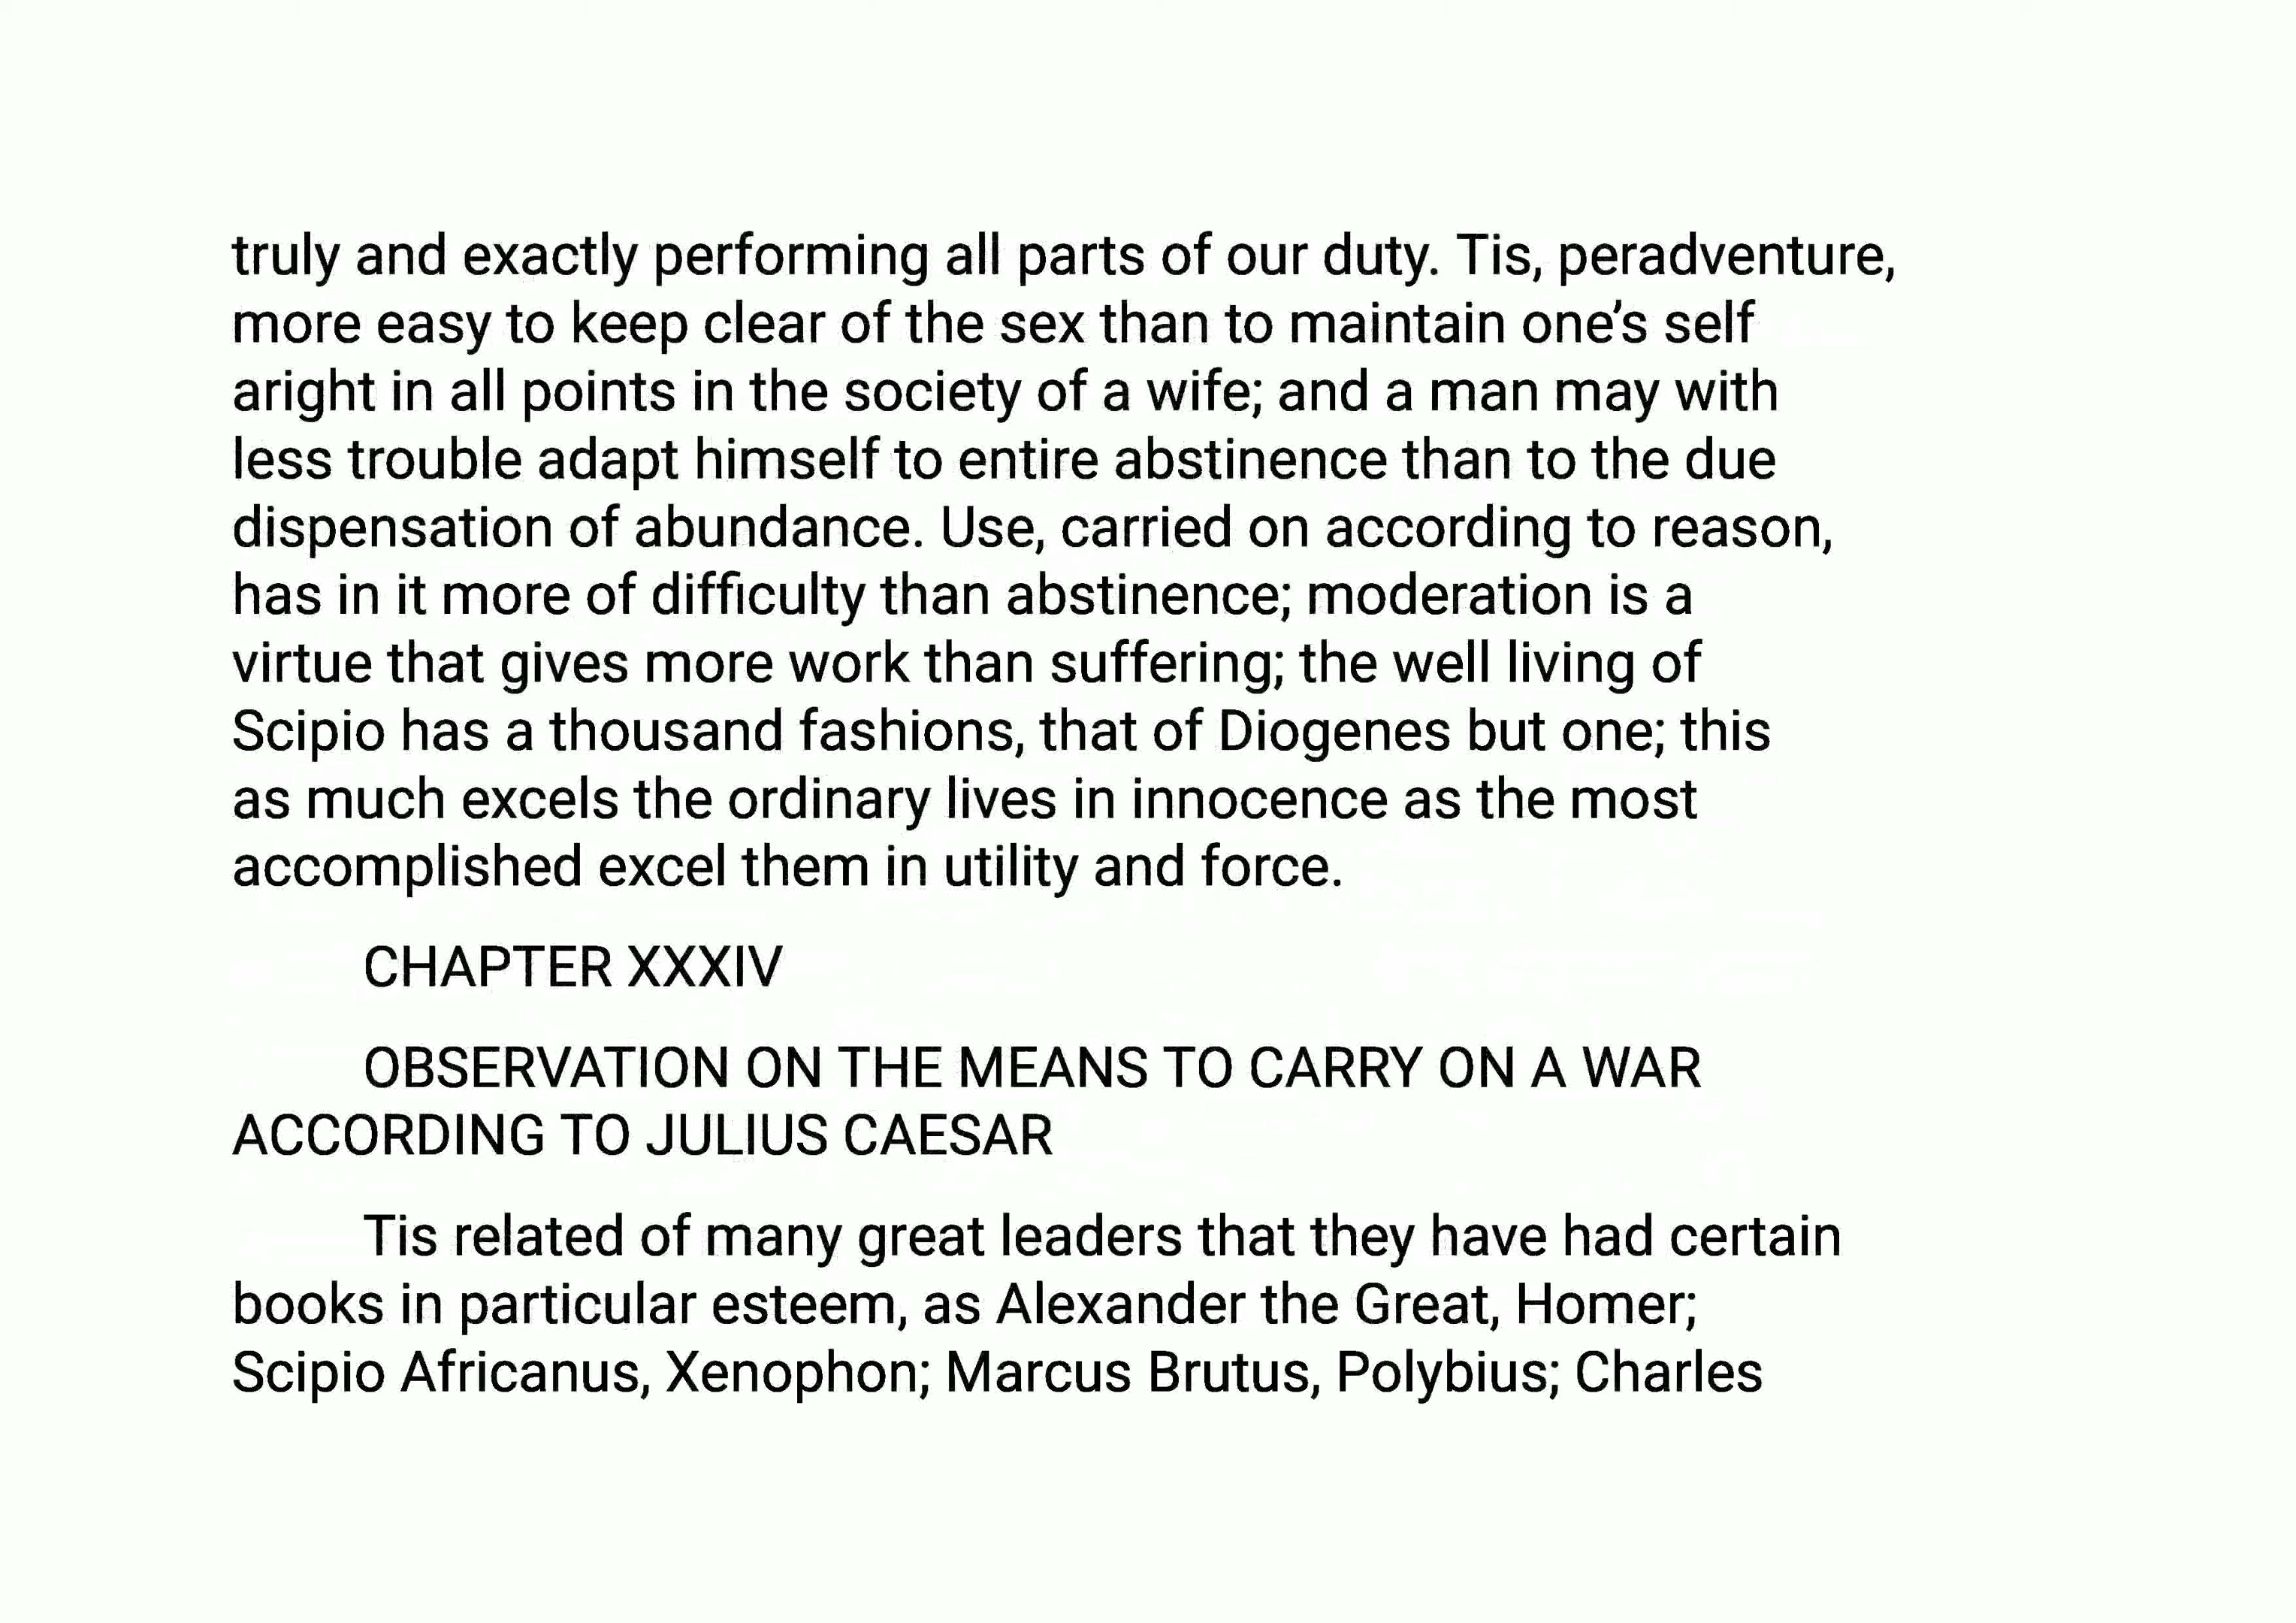 truly and exactly performing all parts of our duty. Tis, peradventure,
more easy to keep clear of the sex than to maintain one's self
aright in all points in the society of a wife; and a man may with
less trouble adapt himself to entire abstinence than to the due
dispensation of abundance. Use, carried on according to reason,
has in it more of difficulty than abstinence; moderation is a
virtue that gives more work than suffering; the well living of
Scipio has a thousand fashions, that of Diogenes but one; this
as much excels the ordinary lives in innocence as the most
accomplished excel them in utility and force.
CHAPTER XXXIV
OBSERVATION ON THE MEANS TO CARRY ON A WAR
ACCORDING TO JULIUS CAESAR
Tis related of many great leaders that they have had certain
books in particular esteem, as Alexander the Great, Homer;
Scipio Africanus, Xenophon; Marcus Brutus, Polybius; Charles